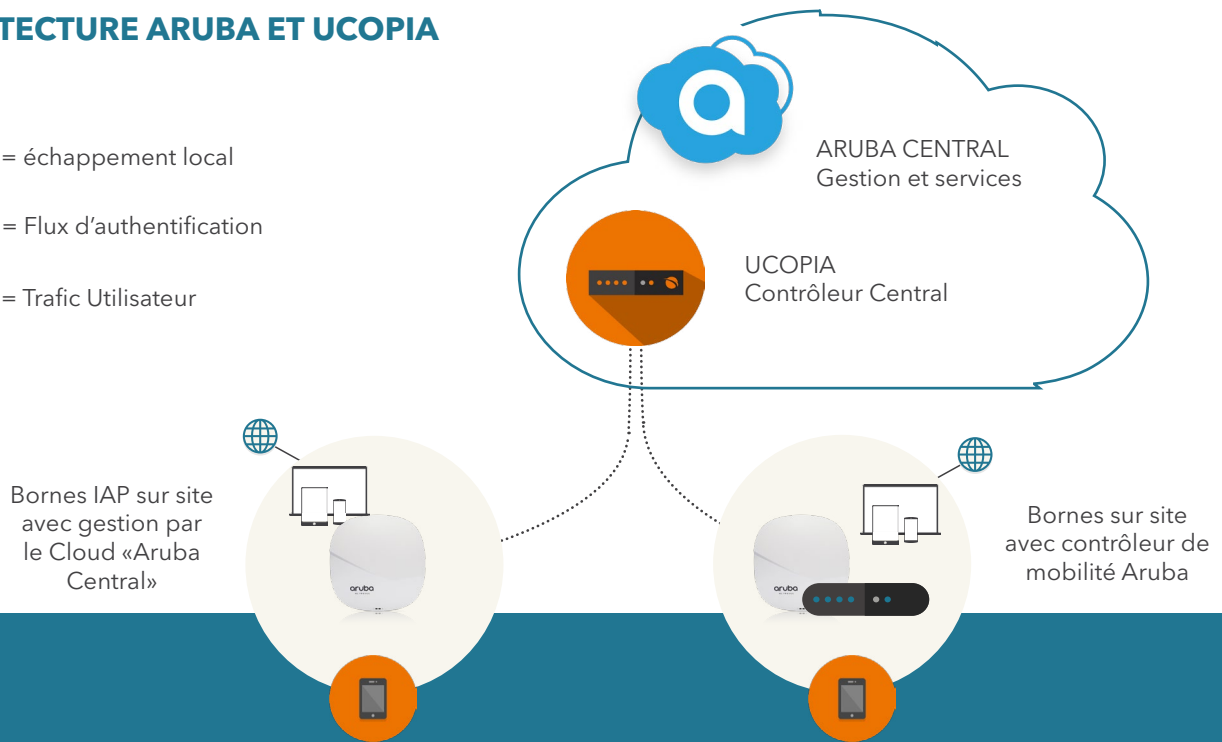 TECTURE ARUBA ET UCOPIA
= échappement local
= Flux d'authentification
= Trafic Utilisateur
ARUBA CENTRAL
Gestion et services
UCOPIA
Contrôleur Central
Bornes IAP sur site
avec gestion par
le Cloud «Aruba
Central»
aruba
Bornes sur site
avec contrôleur de
mobilité Aruba
aruba